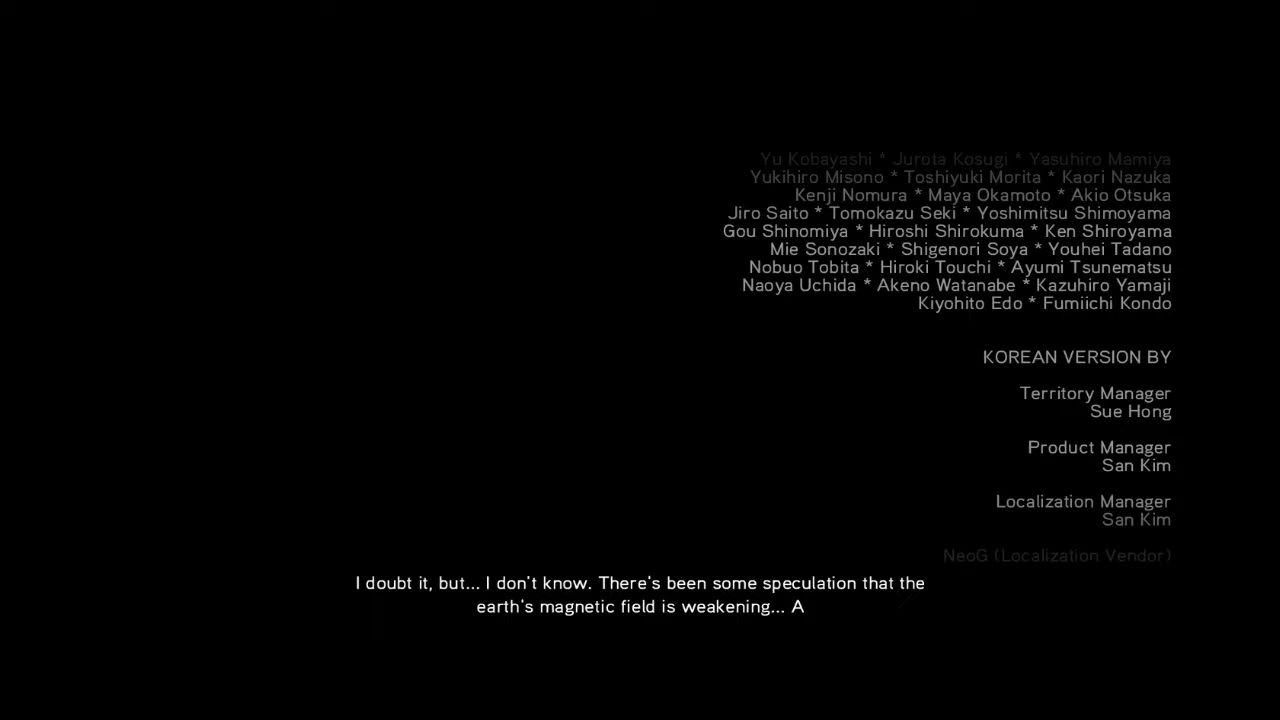 Yu Kobayashi * Jurota Kosugi * Yasuhiro Mamiya
Yukihiro Misono * Toshiyuki Morita * Kaori Nazuka
Kenji Nomura * Maya Okamoto * Akio Otsuka
Jiro Saito * Tomokazu Seki * Yoshimitsu Shimoyama
Gou Shinomiya * Hiroshi Shirokuma * Ken Shiroyama
Mie Sonozaki * Shigenori Soya * Youhei Tadano
Nobuo Tobita * Hiroki Touchi * Ayumi Tsunematsu
Naoya Uchida * Akeno Watanabe * Kazuhiro Yamaji
Kiyohito Edo * Fumiichi Kondo
KOREAN VERSION BY
Territory Manager
Sue Hong
Product Manager
San Kim
Localization Manager
San Kim
NeoG (Localization Vendor)
I doubt it, but... I don't know. There's been some speculation that the
earth's magnetic field is weakening... A